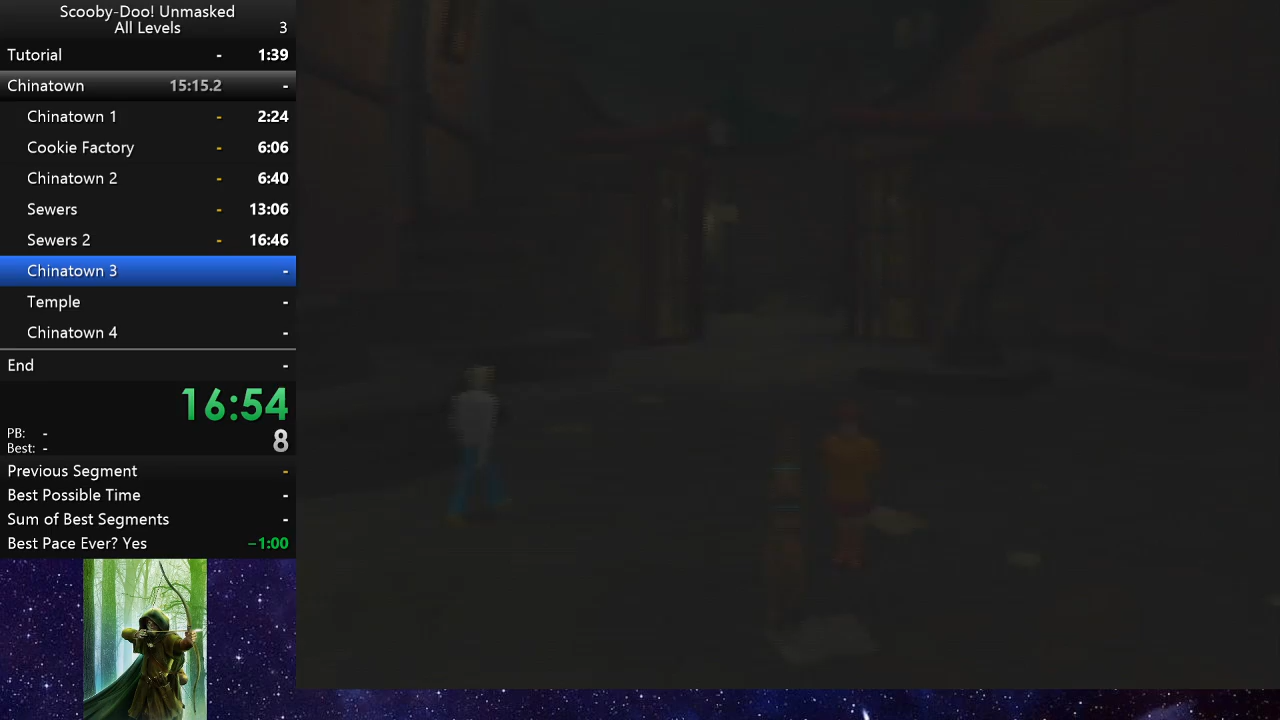 Scooby-Doo! Unmasked
All Levels 3
Tutorial - 1:39
Chinatown 15:15.2 -
Chinatown 1 - 2:24
Cookie Factory - 6:06
Chinatown 2 - 6:40
Sewers - 13:06
Sewers 2 - 16:46
Chinatown 3 -
Temple -
Chinatown 4 -
End -
16:54
PB: -
8
Best: -
Previous Segment -
Best Possible Time -
Sum of Best Segments -
Best Pace Ever? Yes −1:00